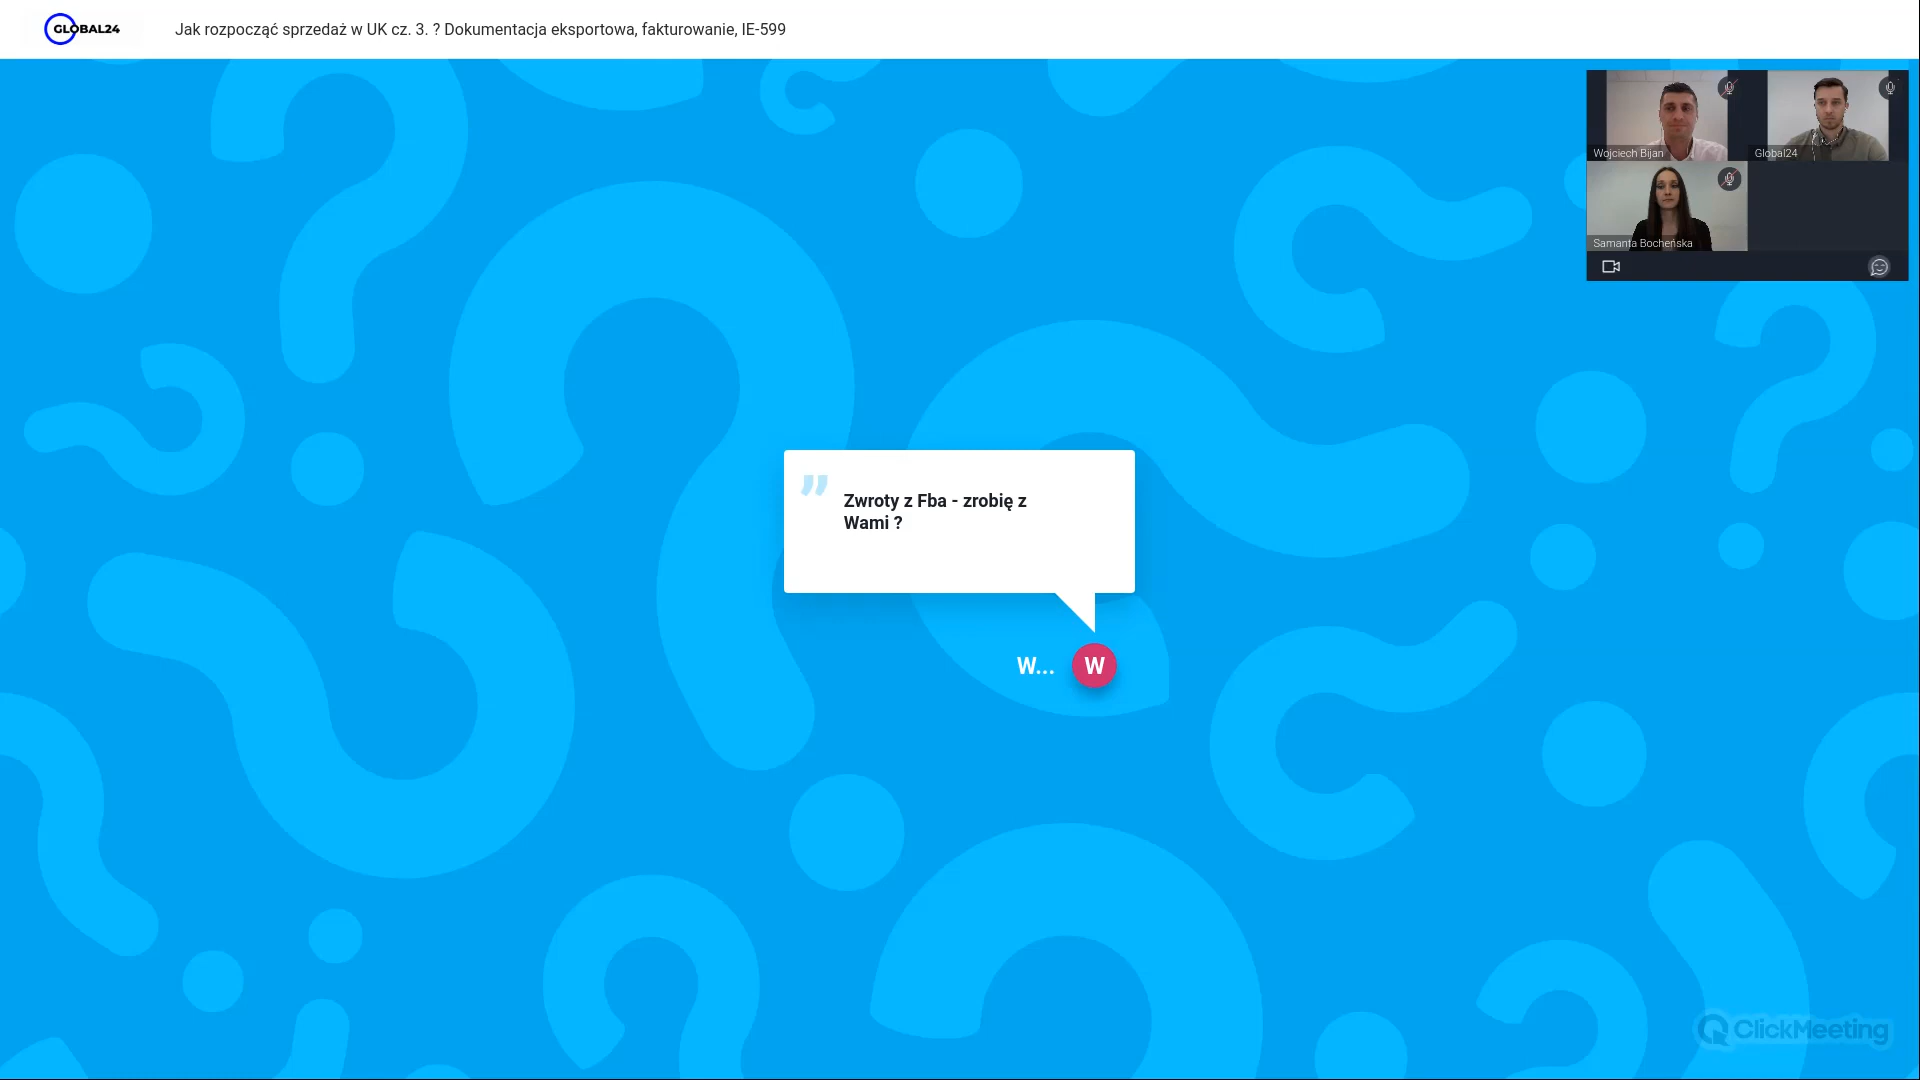 GLOBAL24
Jak rozpocząć sprzedaż w UK cz. 3. ? Dokumentacja eksportowa, fakturowanie, IE-599
Wojciech Bijan
Global24
Samanta Bocheńska
Zwroty z Fba - zrobię z
Wami ?
W...
W
ClickMeeting